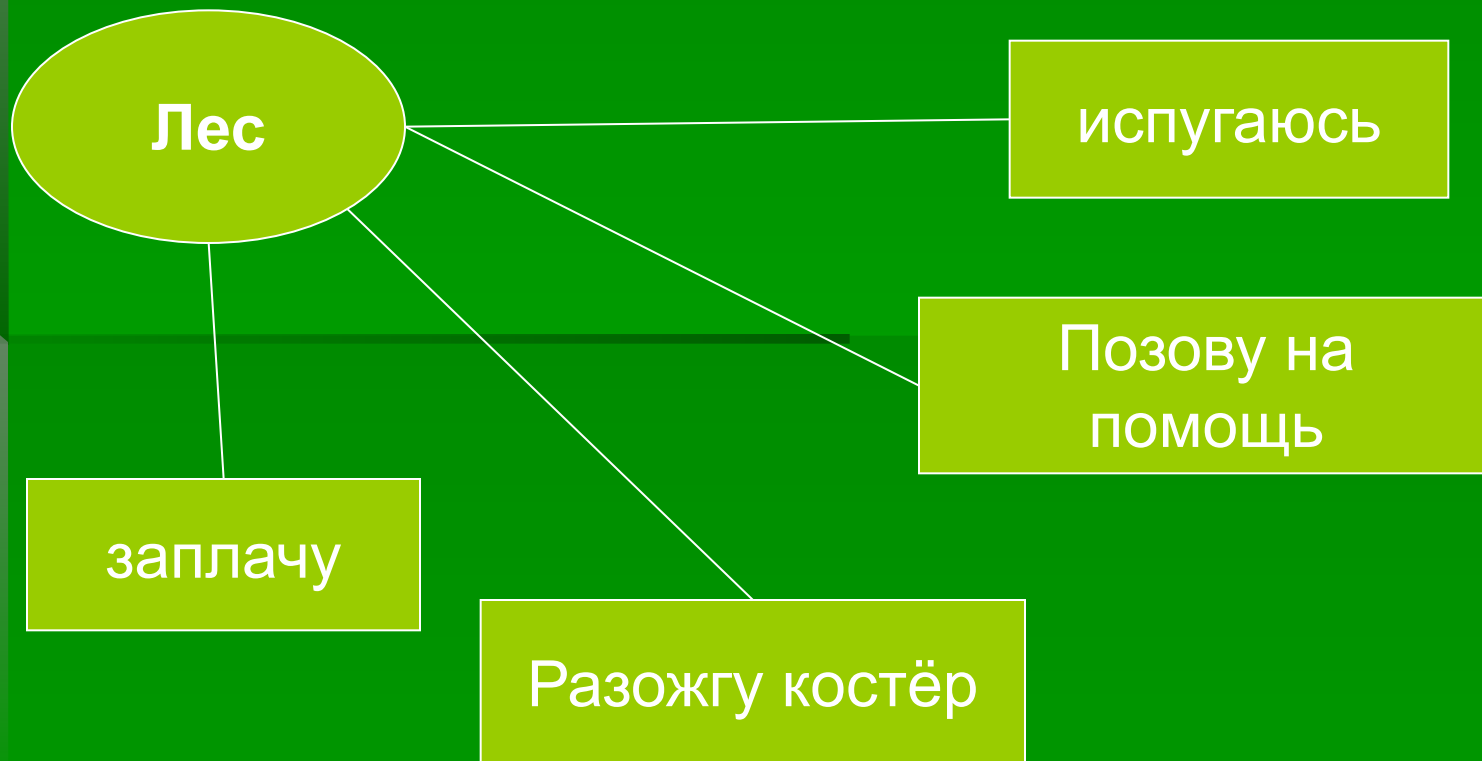 Лес
испугаюсь
Позову на
помощь
заплачу
Разожгу костёр